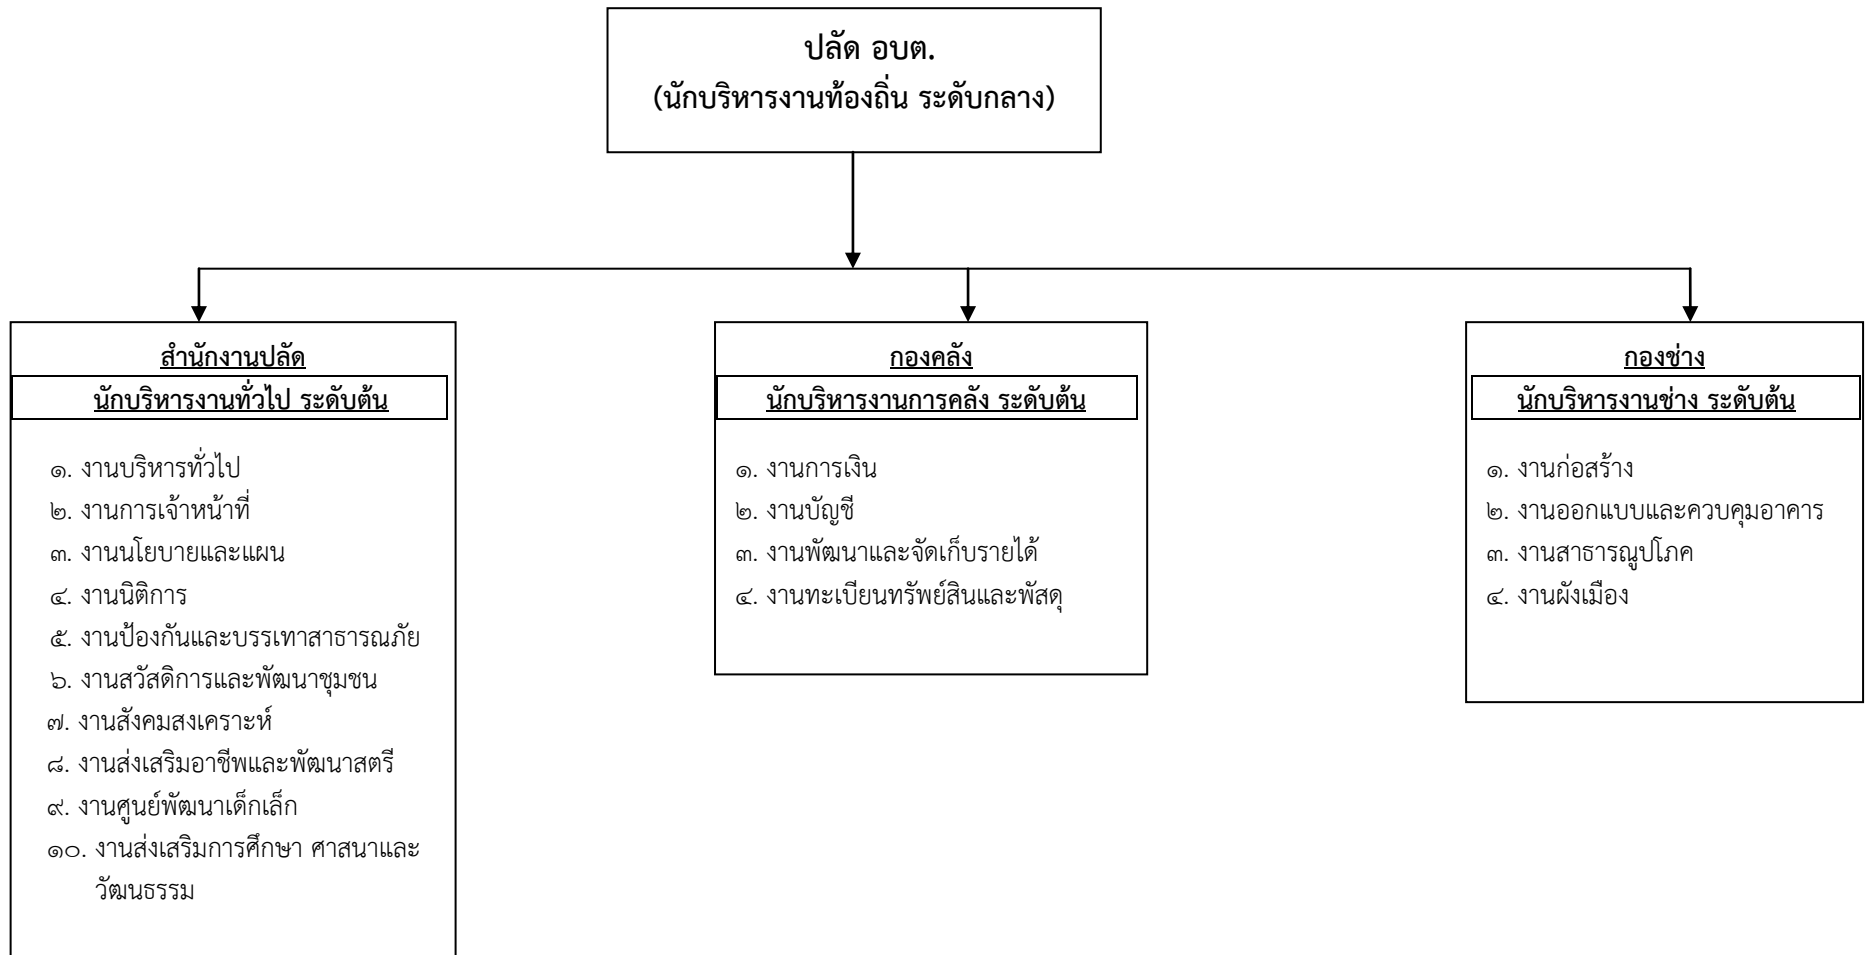 ปลัด อบต.
(นักบริหารงานท้องถิ่น ระดับกลาง)
สำนักงานปลัด
นักบริหารงานทั่วไป ระดับต้น
๑. งานบริหารทั่วไป
๒. งานการเจ้าหน้าที่
๓. งานนโยบายและแผน
๔. งานนิติการ
๕. งานป้องกันและบรรเทาสาธารณภัย
๖. งานสวัสดิการและพัฒนาชุมชน
๗. งานสังคมสงเคราะห์
๘. งานส่งเสริมอาชีพและพัฒนาสตรี
๙. งานศูนย์พัฒนาเด็กเล็ก
๑๐. งานส่งเสริมการศึกษา ศาสนาและ
วัฒนธรรม
กองคลัง
นักบริหารงานการคลัง ระดับต้น
๑. งานการเงิน
๒. งานบัญชี
๓. งานพัฒนาและจัดเก็บรายได้
๔. งานทะเบียนทรัพย์สินและพัสดุ
กองช่าง
นักบริหารงานช่าง ระดับต้น
๑. งานก่อสร้าง
๒. งานออกแบบและควบคุมอาคาร
๓. งานสาธารณูปโภค
๔. งานผังเมือง